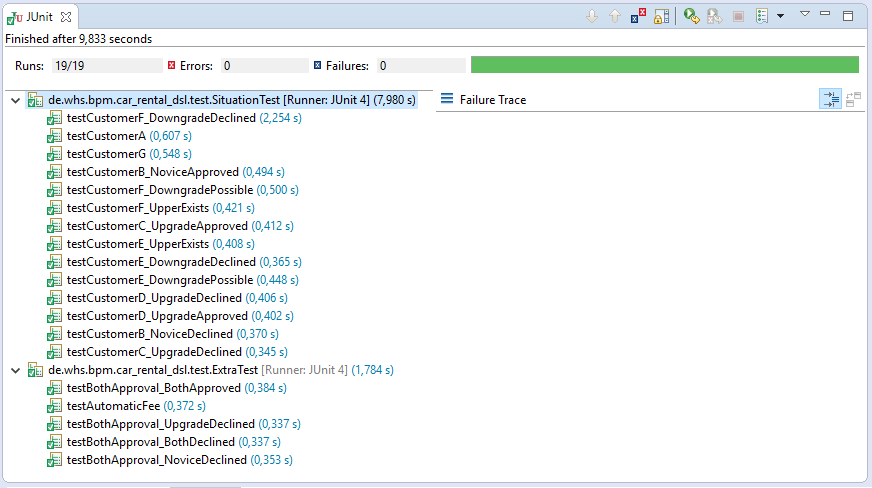 JUnit
Finished after 9,833 seconds
Runs: 19/19 Errors: 0 Failures: 0
de.whs.bpm.car_rental_dsl.test.SituationTest [Runner: JUnit 4] (7,980 s)
Failure Trace
testCustomerF_DowngradeDeclined (2,254 s)
testCustomerA (0,607 s)
testCustomerG (0,548 s)
testCustomerB_NoviceApproved (0,494 s)
testCustomerF_DowngradePossible (0,500 s)
testCustomerF_UpperExists (0,421 s)
testCustomerC_UpgradeApproved (0,412 s)
testCustomerE_UpperExists (0,408 s)
testCustomerE_DowngradeDeclined (0,365 s)
testCustomerE_DowngradePossible (0,448 s)
testCustomerD_UpgradeDeclined (0,406 s)
testCustomerD_UpgradeApproved (0,402 s)
testCustomerB_NoviceDeclined (0,370 s)
testCustomerC_UpgradeDeclined (0,345 s)
de.whs.bpm.car_rental_dsl.test.ExtraTest [Runner: JUnit 4] (1,784 s)
testBothApproval_BothApproved (0,384 s)
testAutomaticFee (0,372 s)
testBothApproval_UpgradeDeclined (0,337 s)
testBothApproval_BothDeclined (0,337 s)
testBothApproval_NoviceDeclined (0,353 s)